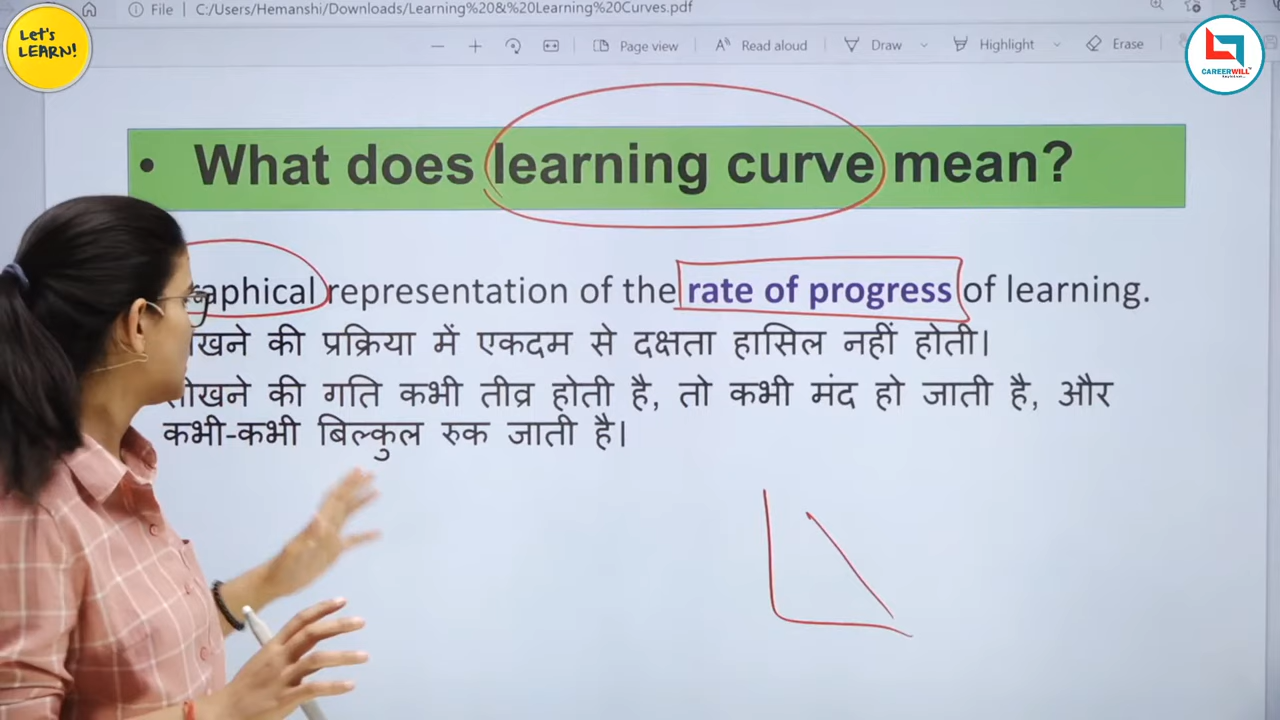 Let's
LEARN!
File | C:/Users/Hemanshi/Downloads/Learning%20&%20Learning%20Curves.pdf
Page view
Read aloud
Draw
Highlight
Erase
CAREERWILL
• What does learning curve mean?
raphical representation of the rate of progress of learning.
ीखने की प्रक्रिया में एकदम से दक्षता हासिल नहीं होती।
ीखने की गति कभी तीव्र होती है, तो कभी मंद हो जाती है, और
कभी-कभी बिल्कुल रुक जाती है।